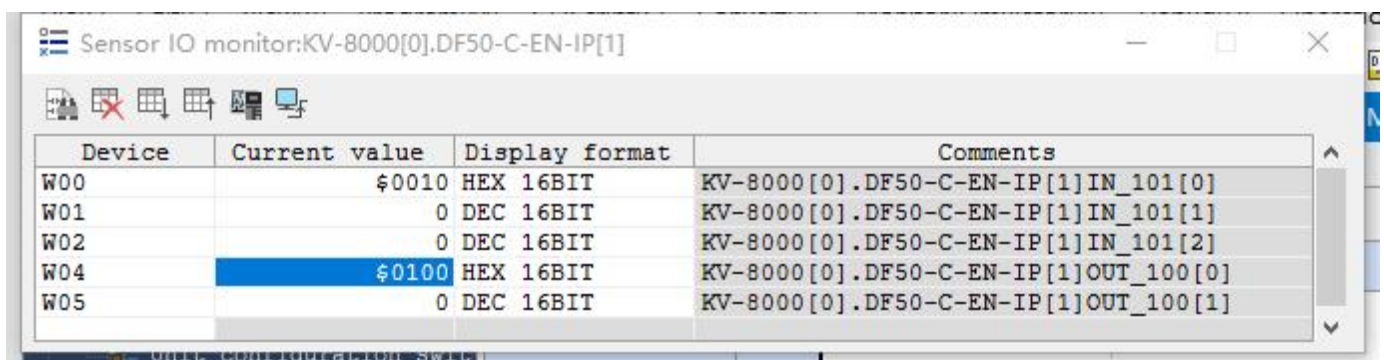 Sensor IO monitor:KV-8000[0].DF50-C-EN-IP[1]
Device Current value Display format Comments
W00 $0010 HEX 16BIT KV-8000[0].DF50-C-EN-IP[1]IN_101[0]
W01 0 DEC 16BIT KV-8000[0].DF50-C-EN-IP[1]IN_101[1]
W02 0 DEC 16BIT KV-8000[0].DF50-C-EN-IP[1]IN_101[2]
W04 $0100 HEX 16BIT KV-8000[0].DF50-C-EN-IP[1]OUT_100[0]
W05 0 DEC 16BIT KV-8000[0].DF50-C-EN-IP[1]OUT_100[1]